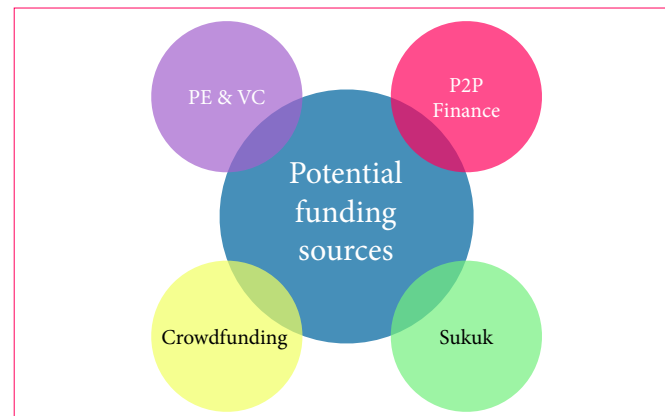 PE & VC
P2P
Finance
Potential
funding
sources
Crowdfunding
Sukuk